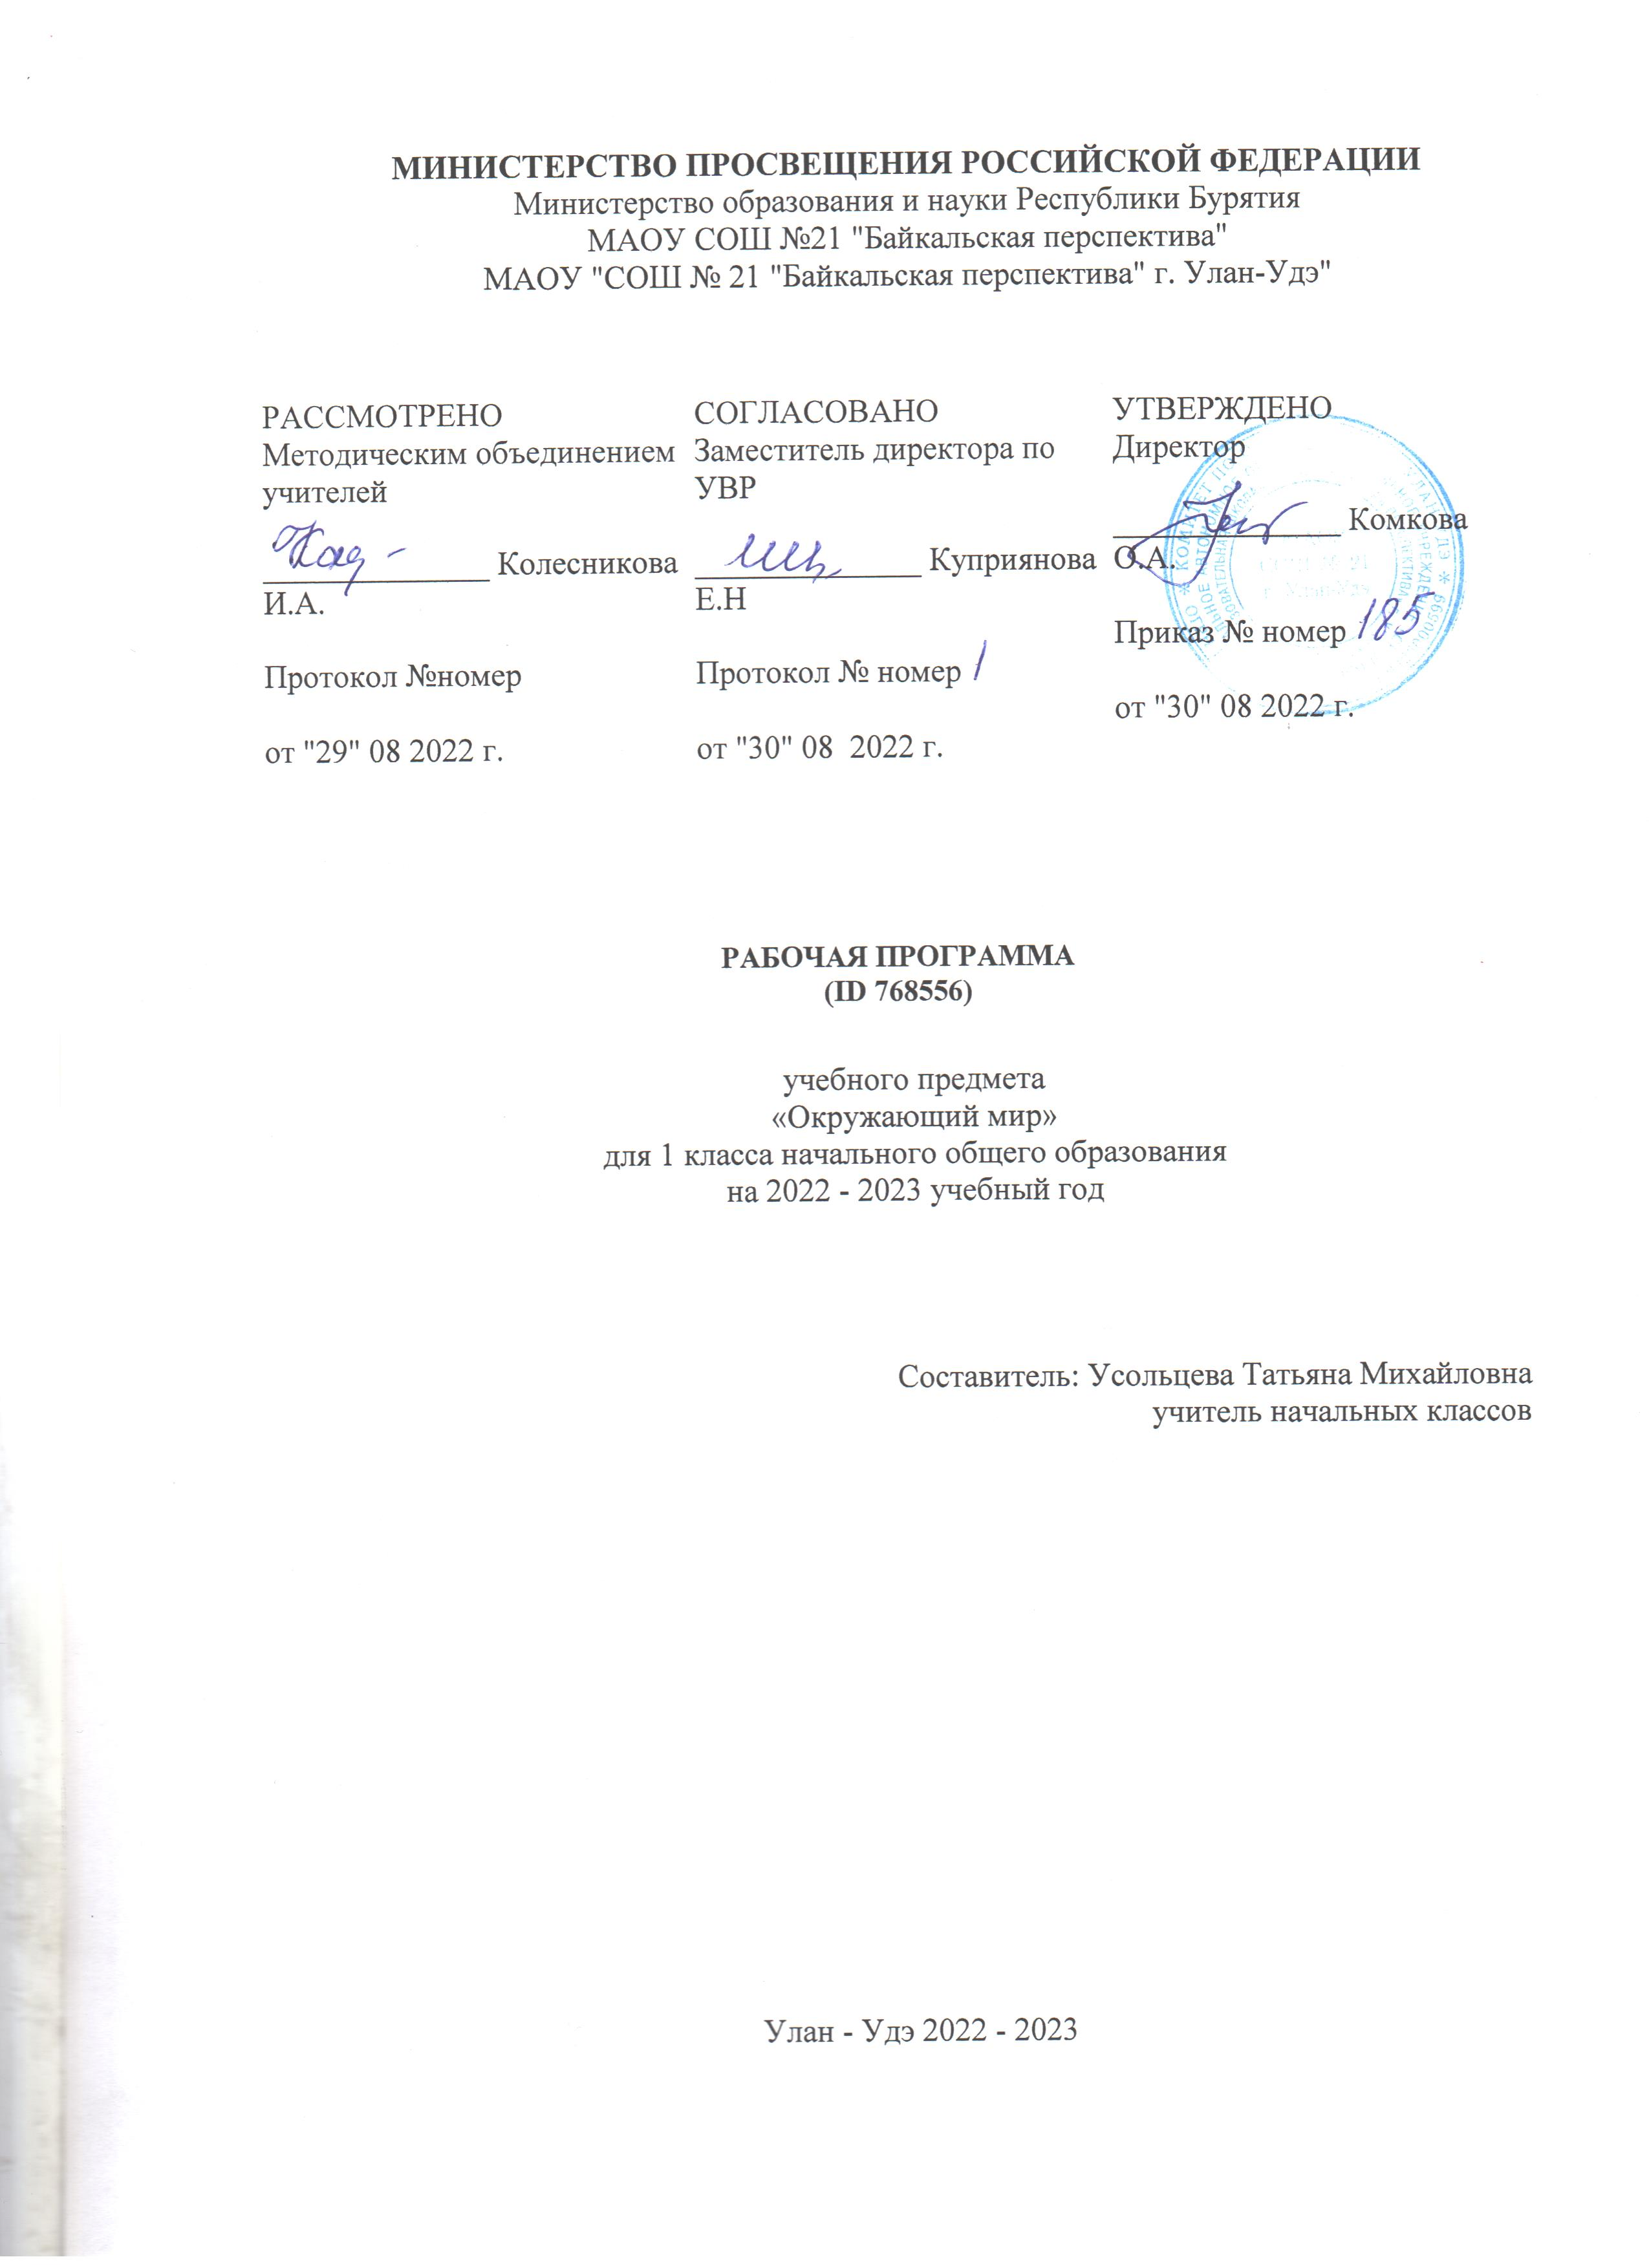 МИНИСТЕРСТВО ПРОСВЕЩЕНИЯ РОССИЙСКОЙ ФЕДЕРАЦИИ
Министерство образования и науки Республики Бурятия
МАОУ СОШ №21 "Байкальская перспектива"
МАОУ "СОШ № 21 "Байкальская перспектива" г. Улан-Удэ"
РАССМОТРЕНО
Методическим объединением
учителей
Колесникова
И.А.
Протокол №номер
от "29" 08 2022 г.
СОГЛАСОВАНО
Заместитель директора по
УВР
Куприянова
Е.Н
Протокол № номер 1
от "30" 08 2022 г.
УТВЕРЖДЕНО
Директор
Комкова
О.А.
Приказ № номер 185
от "30" 08 2022 г.
РАБОЧАЯ ПРОГРАММА
(ID 768556)
учебного предмета
«Окружающий мир»
для 1 класса начального общего образования
на 2022 - 2023 учебный год
Составитель: Усольцева Татьяна Михайловна
учитель начальных классов
Улан - Удэ 2022 - 2023